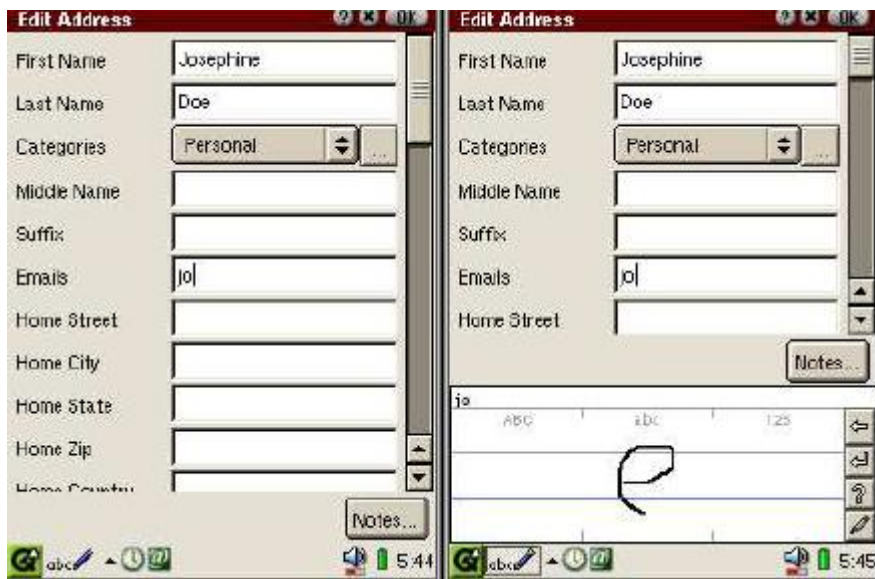 Edit Address
? x OK
First Name Josephine
Last Name Doe
Categories Personal ...
Middle Name
Suffix
Emails jo
Home Street
Home City
Home State
Home Zip
Home Country
Notes...
abc 5:44
Edit Address
? x OK
First Name Josephine
Last Name Doe
Categories Personal ...
Middle Name
Suffix
Emails jo
Home Street
Notes...
jo
ABC abc 123
e
?
abc 5:45